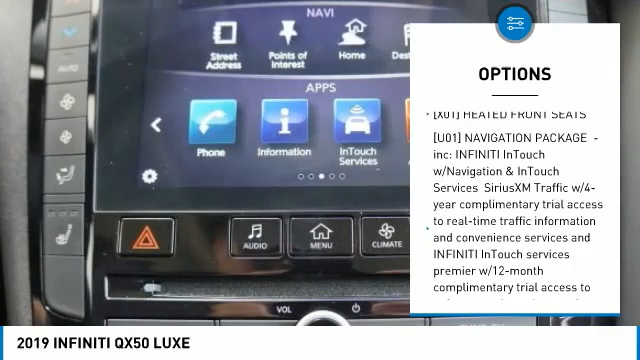 NAVI
Street
Address
Points of
Interest
Home
APPS
Phone
Information
InTouch
Services
AUTO
AUDIO
MENU
CLIMATE
VOL
OPTIONS
[X01] HEATED FRONT SEATS
[U01] NAVIGATION PACKAGE -
inc: INFINITI InTouch
w/Navigation & InTouch
Services SiriusXM Traffic w/4-
year complimentary trial access
to real-time traffic information
and convenience services and
INFINITI InTouch services
premier w/12-month
complimentary trial access to
2019 INFINITI QX50 LUXE